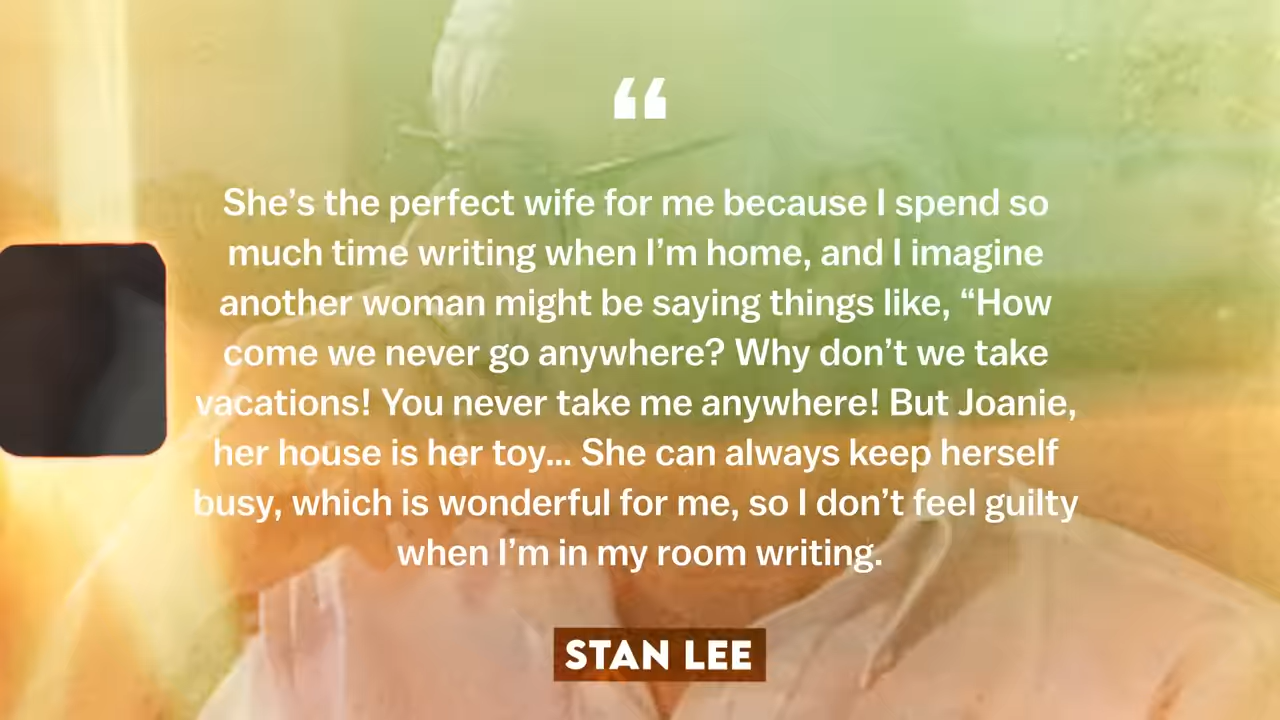 “
She’s the perfect wife for me because I spend so
much time writing when I’m home, and I imagine
another woman might be saying things like, “How
come we never go anywhere? Why don’t we take
vacations! You never take me anywhere! But Joanie,
her house is her toy... She can always keep herself
busy, which is wonderful for me, so I don’t feel guilty
when I’m in my room writing.
STAN LEE